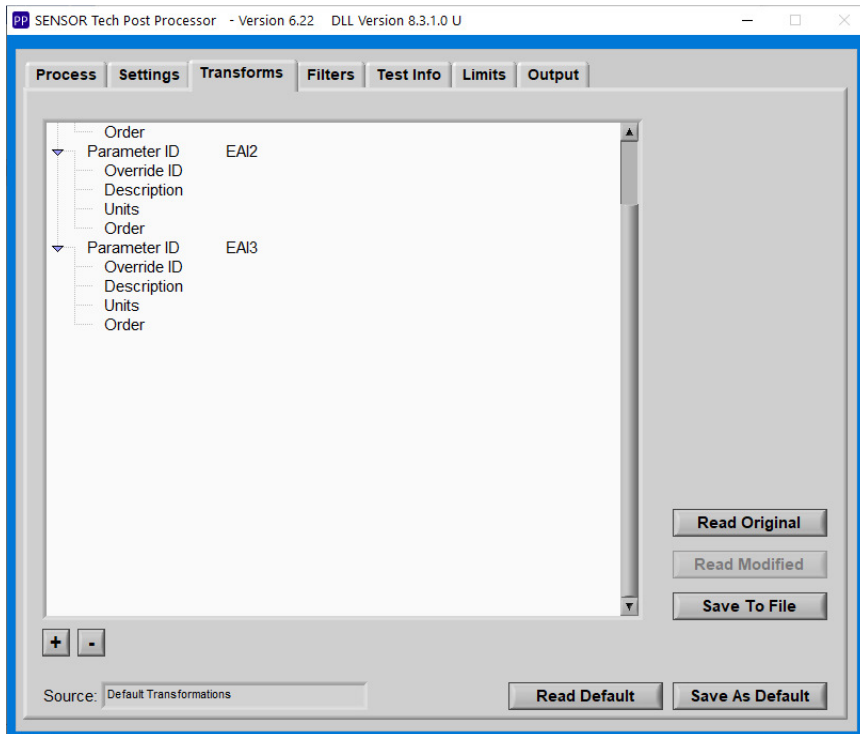 PP SENSOR Tech Post Processor - Version 6.22 DLL Version 8.3.1.0 U
Process Settings Transforms Filters Test Info Limits Output
Order
Parameter ID EAI2
Override ID
Description
Units
Order
Parameter ID EAI3
Override ID
Description
Units
Order
Read Original
Read Modified
Save To File
+ -
Source: Default Transformations Read Default Save As Default